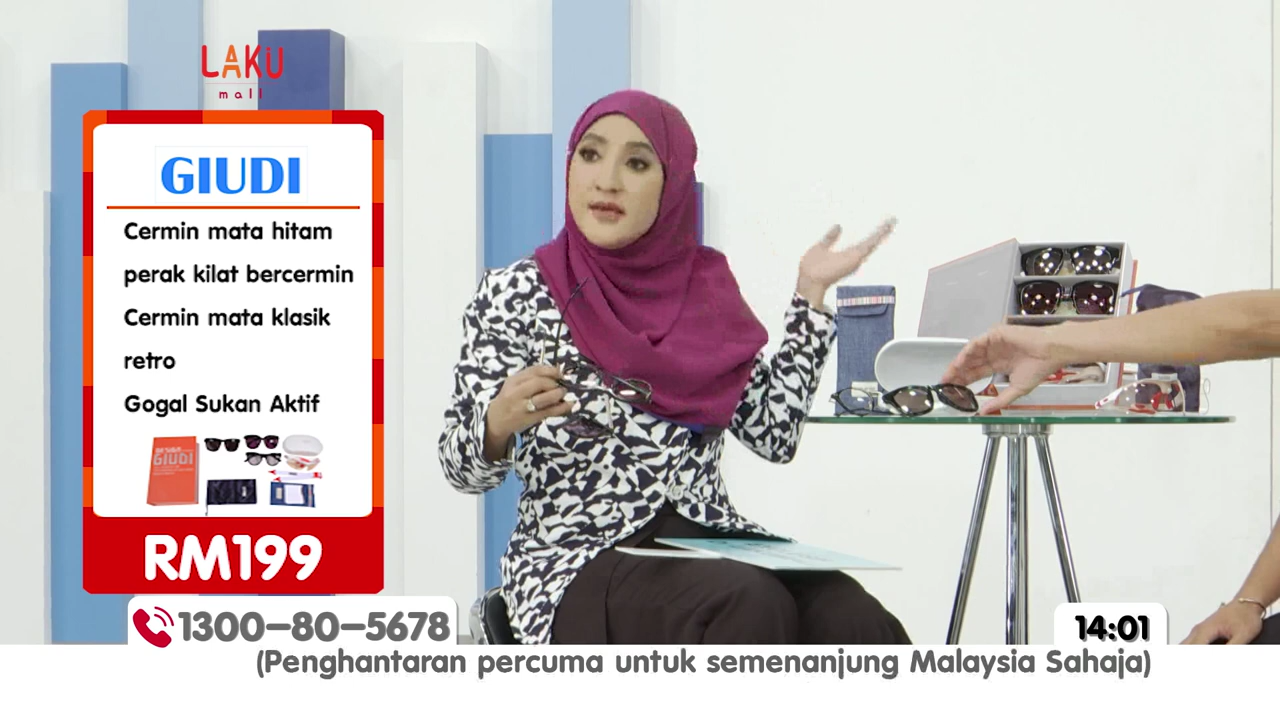 LAKU
mall
GIUDI
Cermin mata hitam
perak kilat bercermin
Cermin mata klasik
retro
Gogal Sukan Aktif
GIUDI
RM199
1300-80-5678
14:01
(Penghantaran percuma untuk semenanjung Malaysia Sahaja)